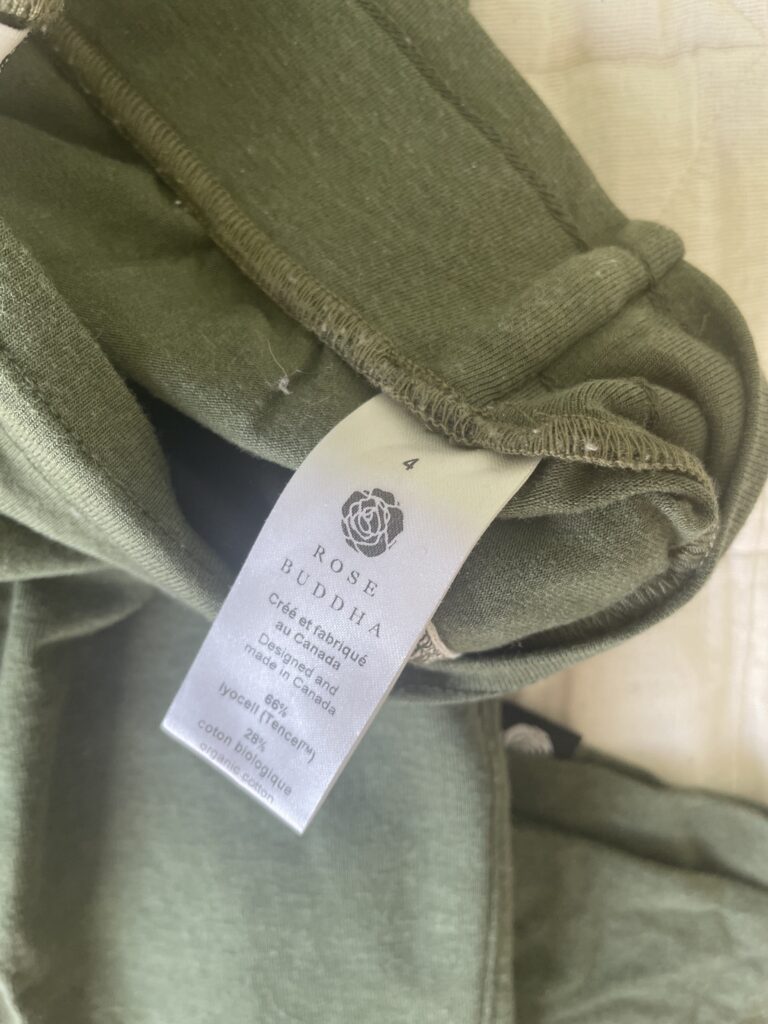 4
ROSE
BUDDHA
Créé et fabriqué
au Canada
Designed and
made in Canada
66%
lyocell (Tencel™)
28%
coton biologique
organic cotton